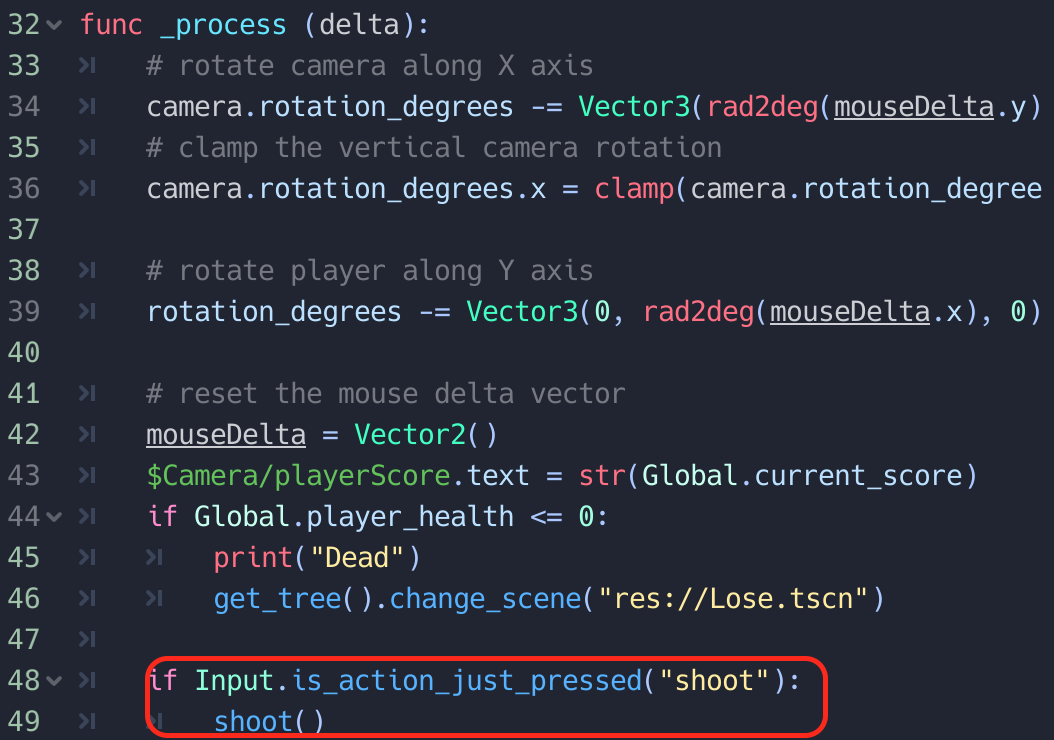 32 func _process (delta):
33 # rotate camera along X axis
34 camera.rotation_degrees -= Vector3(rad2deg(mouseDelta.y)
35 # clamp the vertical camera rotation
36 camera.rotation_degrees.x = clamp(camera.rotation_degree
37
38 # rotate player along Y axis
39 rotation_degrees -= Vector3(0, rad2deg(mouseDelta.x), 0)
40
41 # reset the mouse delta vector
42 mouseDelta = Vector2()
43 $Camera/playerScore.text = str(Global.current_score)
44 if Global.player_health <= 0:
45 print("Dead")
46 get_tree().change_scene("res://Lose.tscn")
47
48 if Input.is_action_just_pressed("shoot"):
49 shoot()